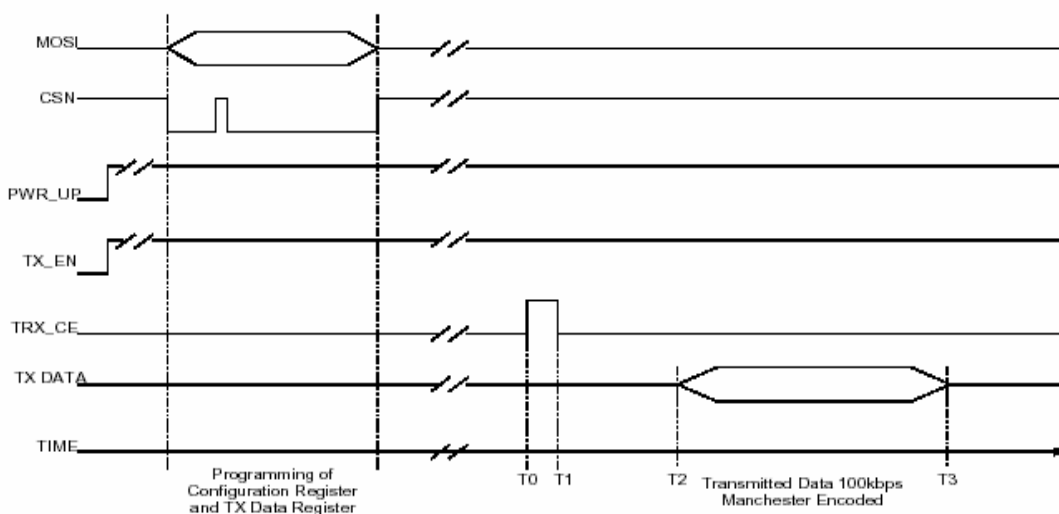 MOSI
CSN
PWR_UP
TX_EN
TRX_CE
TX DATA
TIME
Programming of
Configuration Register
and TX Data Register
T0
T1
T2
Transmitted Data 100kbps
Manchester Encoded
T3